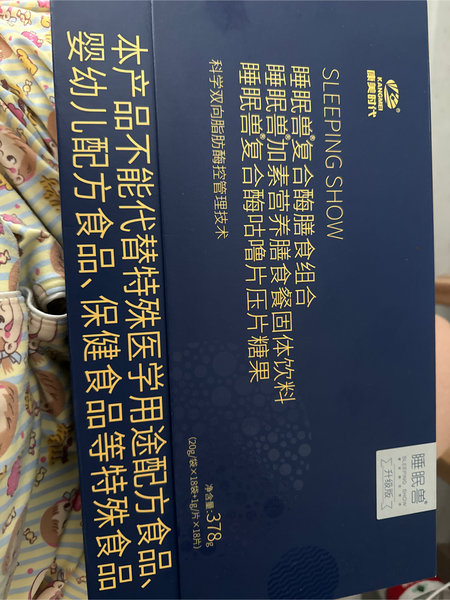 康美时代
KANGMEI
SLEEPING SHOW
睡眠兽®复合酶膳食组合
睡眠兽®加素营养膳食餐固体饮料
睡眠兽®复合酶咕噜片压片糖果
科学双向脂肪酶控管理技术
净含量:378g
(20g/袋×18袋+1g/片×18片)
睡眠兽®
SLEEPING SHOW
升级版
本产品不能代替特殊医学用途配方食品、
婴幼儿配方食品、保健食品等特殊食品